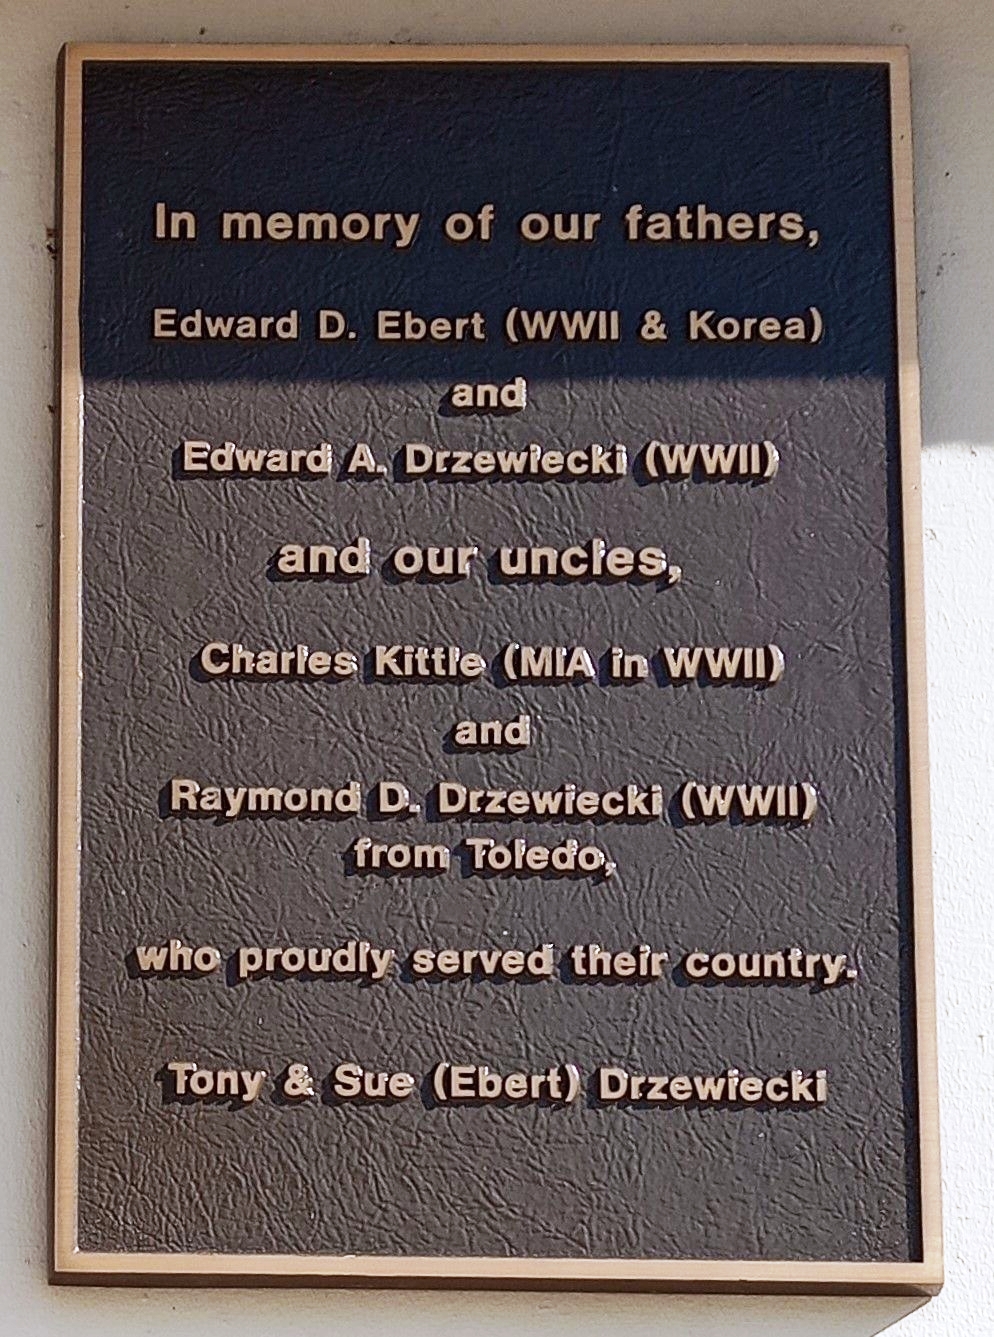 In memory of our fathers,
Edward D. Ebert (WWII & Korea)
and
Edward A. Drzewiecki (WWII)
and our uncles,
Charles Kittle (MIA in WWII)
and
Raymond D. Drzewiecki (WWII)
from Toledo,
who proudly served their country.
Tony & Sue (Ebert) Drzewiecki